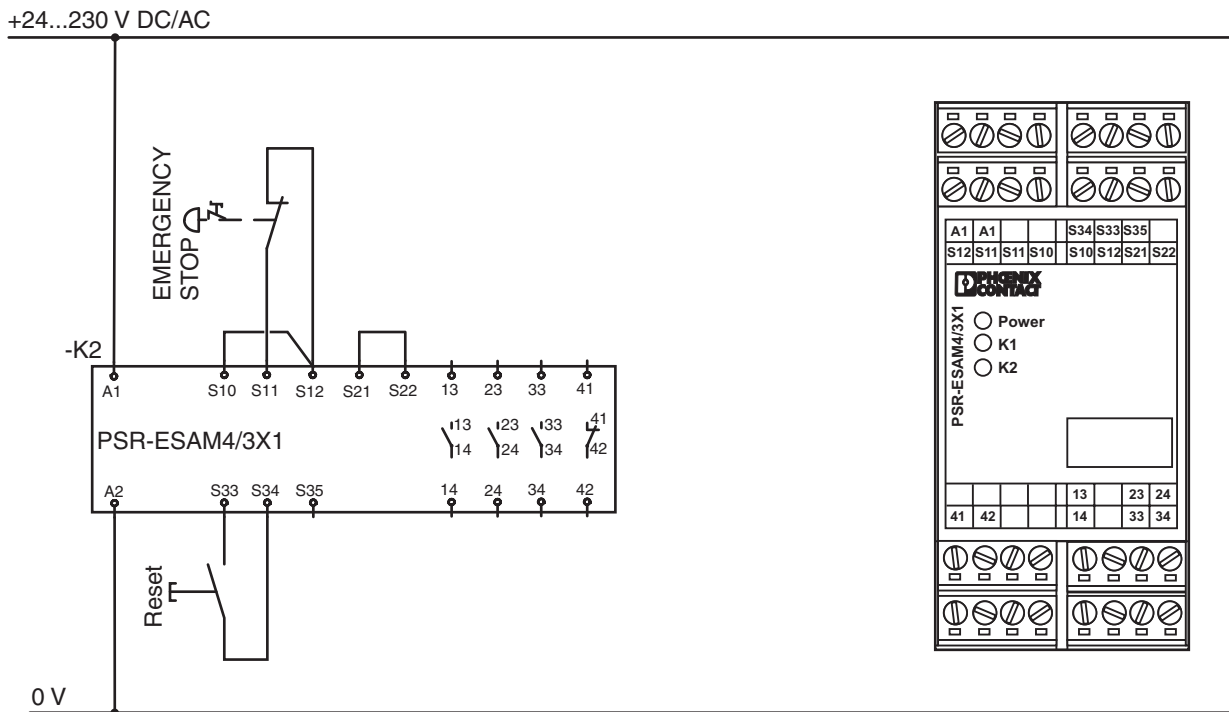 +24...230 V DC/AC
EMERGENCY
STOP
-K2
A1 S10 S11 S12 S21 S22 13 23 33 41
PSR-ESAM4/3X1
13 23 33 41
14 24 34 42
A2 S33 S34 S35 14 24 34 42
Reset
0 V
A1 A1 S34 S33 S35
S12 S11 S11 S10 S10 S12 S21 S22
PHŒNIX
CONTACT
PSR-ESAM4/3X1
Power
K1
K2
13 23 24
41 42 14 33 34